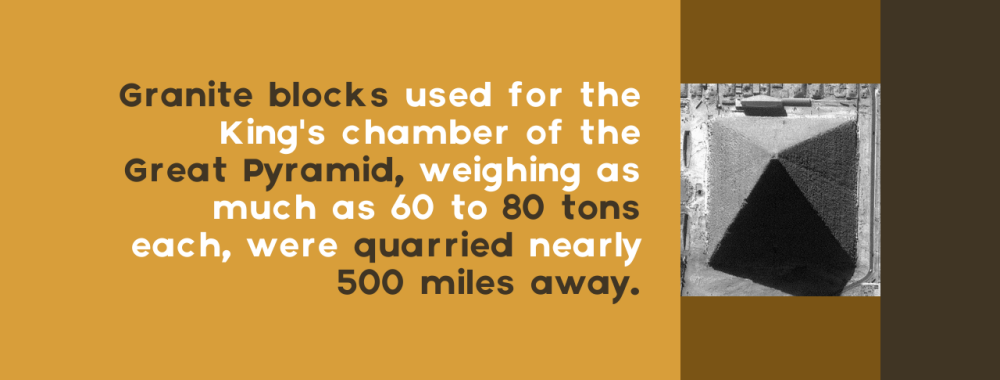 Granite blocks used for the
King's chamber of the
Great Pyramid, weighing as
much as 60 to 80 tons
each, were quarried nearly
500 miles away.